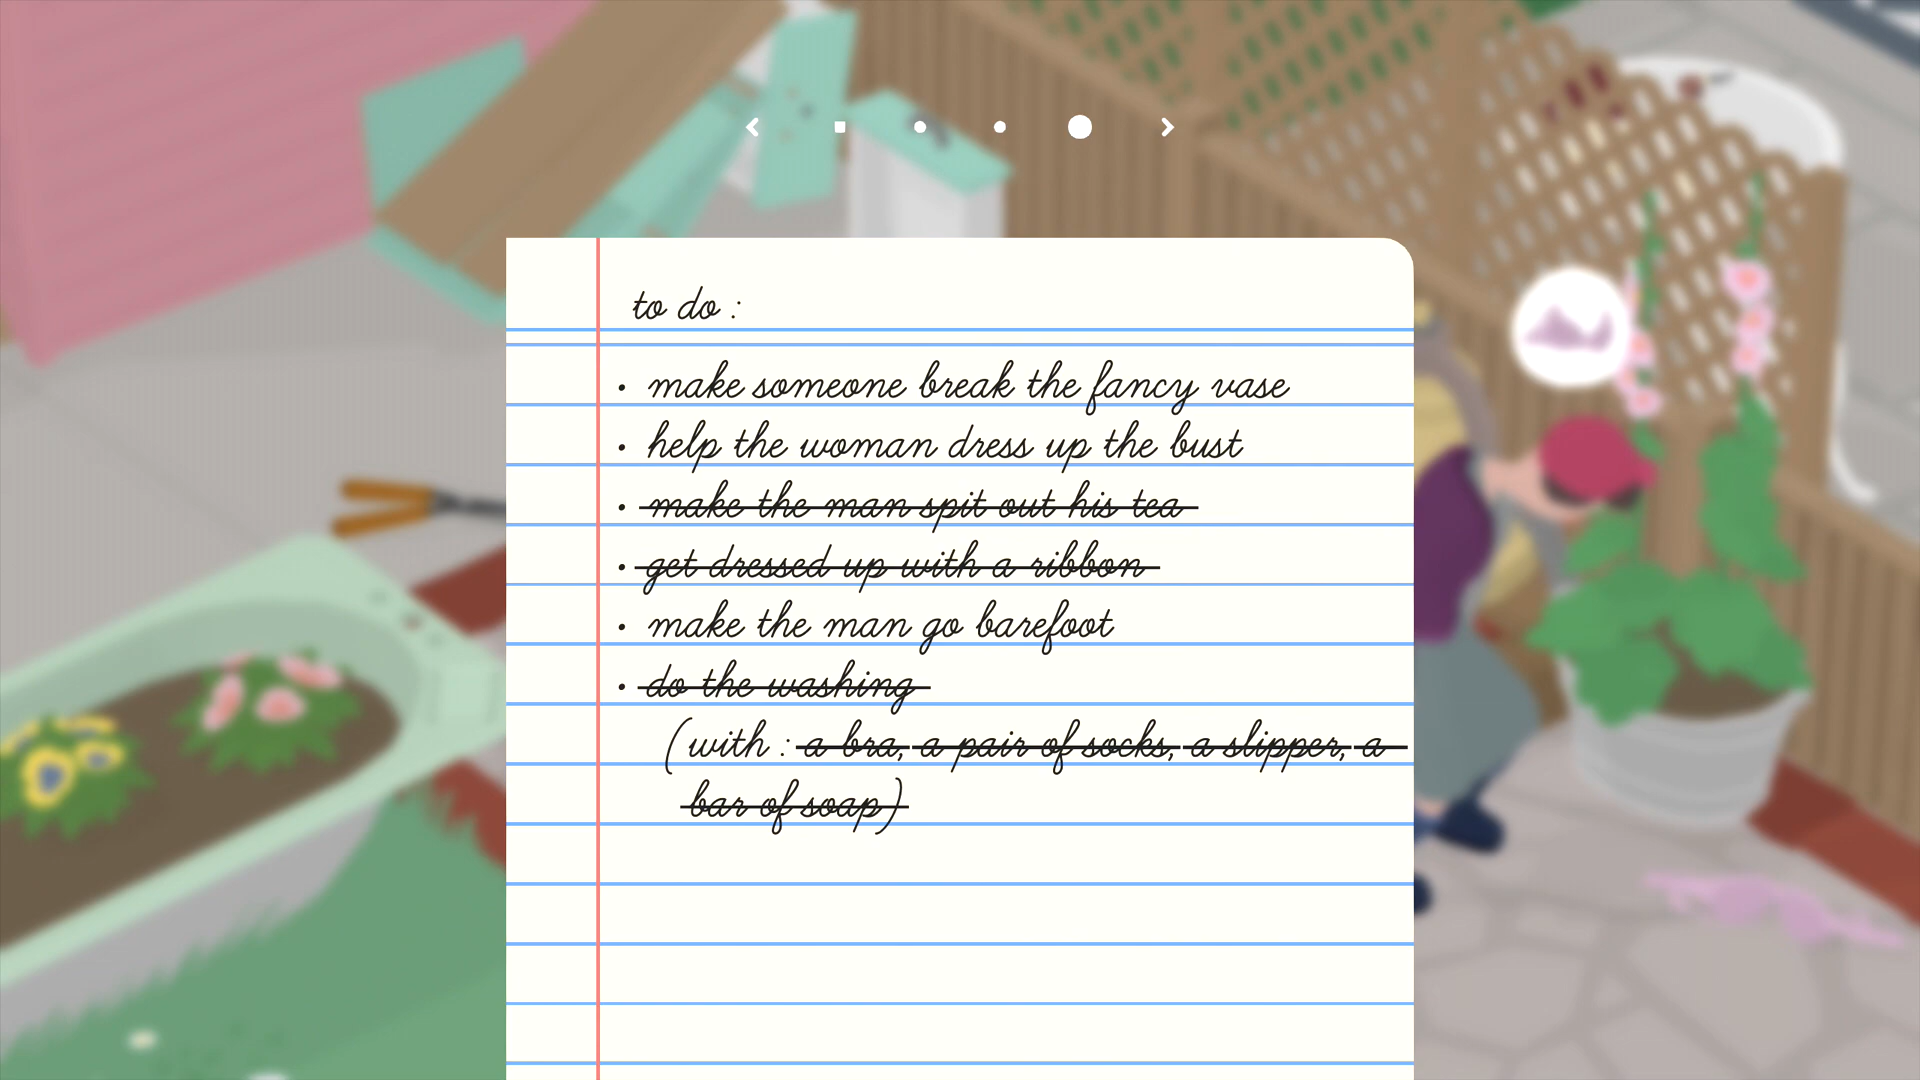 to do :
• make someone break the fancy vase
• help the woman dress up the bust
• make the man spit out his tea
• get dressed up with a ribbon
• make the man go barefoot
• do the washing
(with : a bra, a pair of socks, a slipper, a
bar of soap)